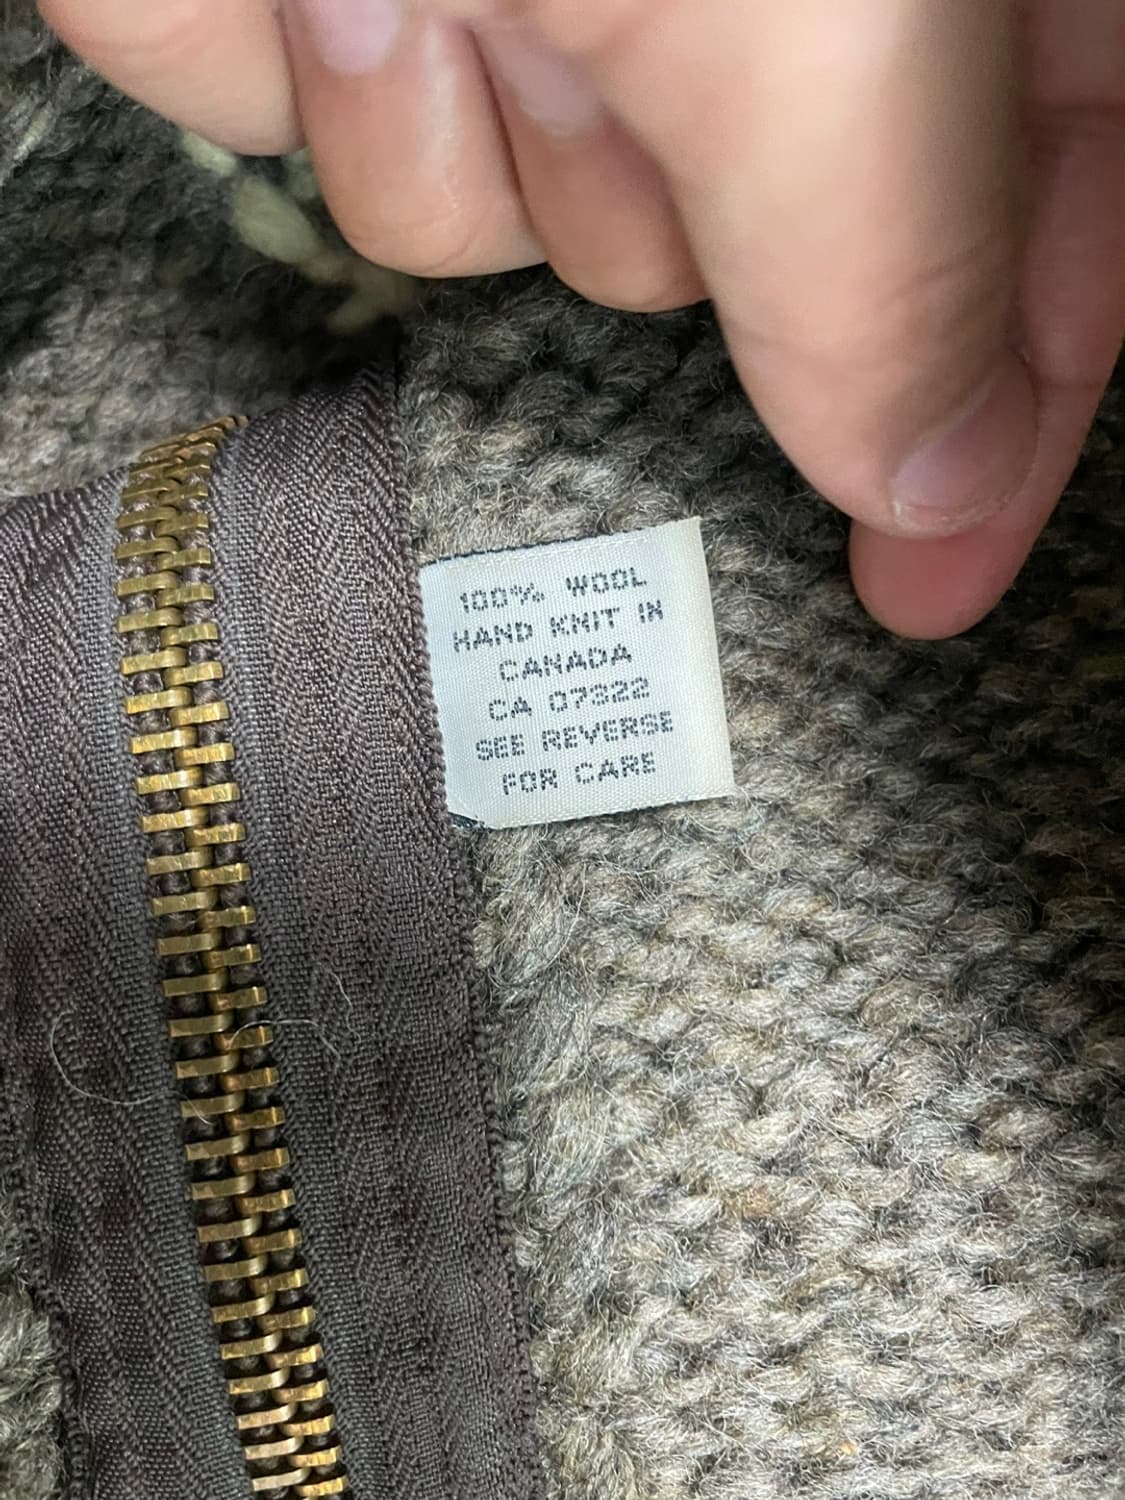 100% WOOL
HAND KNIT IN
CANADA
CA 07322
SEE REVERSE
FOR CARE